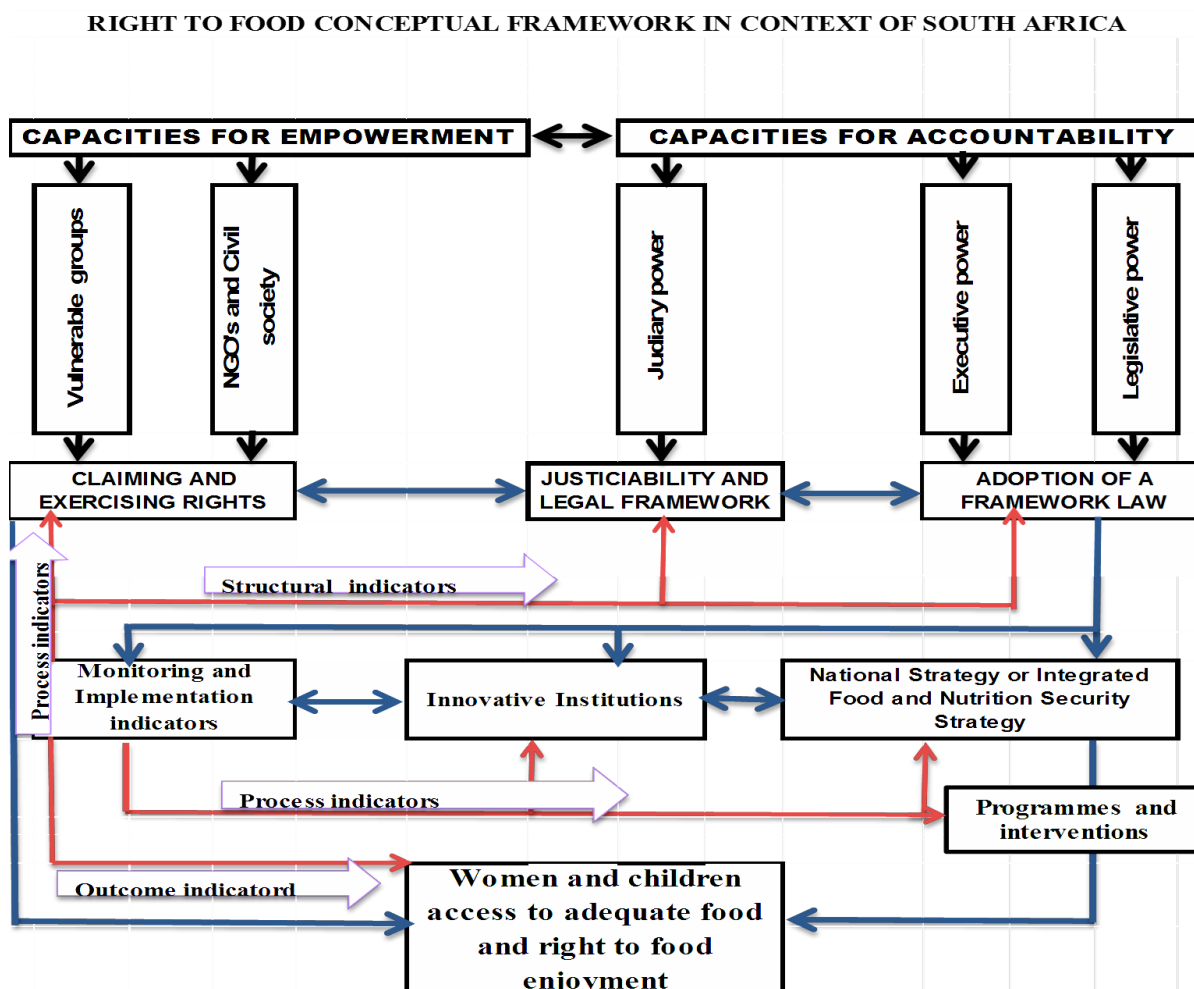 RIGHT TO FOOD CONCEPTUAL FRAMEWORK IN CONTEXT OF SOUTH AFRICA
CAPACITIES FOR EMPOWERMENT
CAPACITIES FOR ACCOUNTABILITY
Vulnerable groups
NGO's and Civil
society
Judiary power
Executive power
Legislative power
CLAIMING AND
EXERCISING RIGHTS
JUSTICIABILITY AND
LEGAL FRAMEWORK
ADOPTION OF A
FRAMEWORK LAW
Structural indicators
Process indicators
Monitoring and
Implementation
indicators
Innovative Institutions
National Strategy or Integrated
Food and Nutrition Security
Strategy
Process indicators
Programmes and
interventions
Outcome indicatord
Women and children
access to adequate food
and right to food
enjoyment